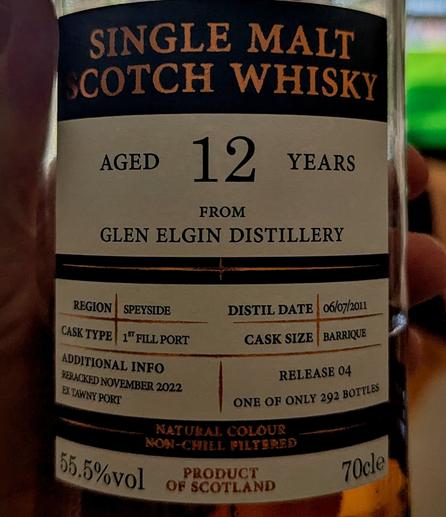 SINGLE MALT
SCOTCH WHISKY
AGED 12 YEARS
FROM
GLEN ELGIN DISTILLERY
REGION SPEYSIDE DISTIL DATE 06/07/2011
CASK TYPE 1ST FILL PORT CASK SIZE BARRIQUE
ADDITIONAL INFO
RERACKED NOVEMBER 2022
EX TAWNY PORT
RELEASE 04
ONE OF ONLY 292 BOTTLES
NATURAL COLOUR
NON-CHILL FILTERED
55.5%vol PRODUCT OF SCOTLAND 70cle